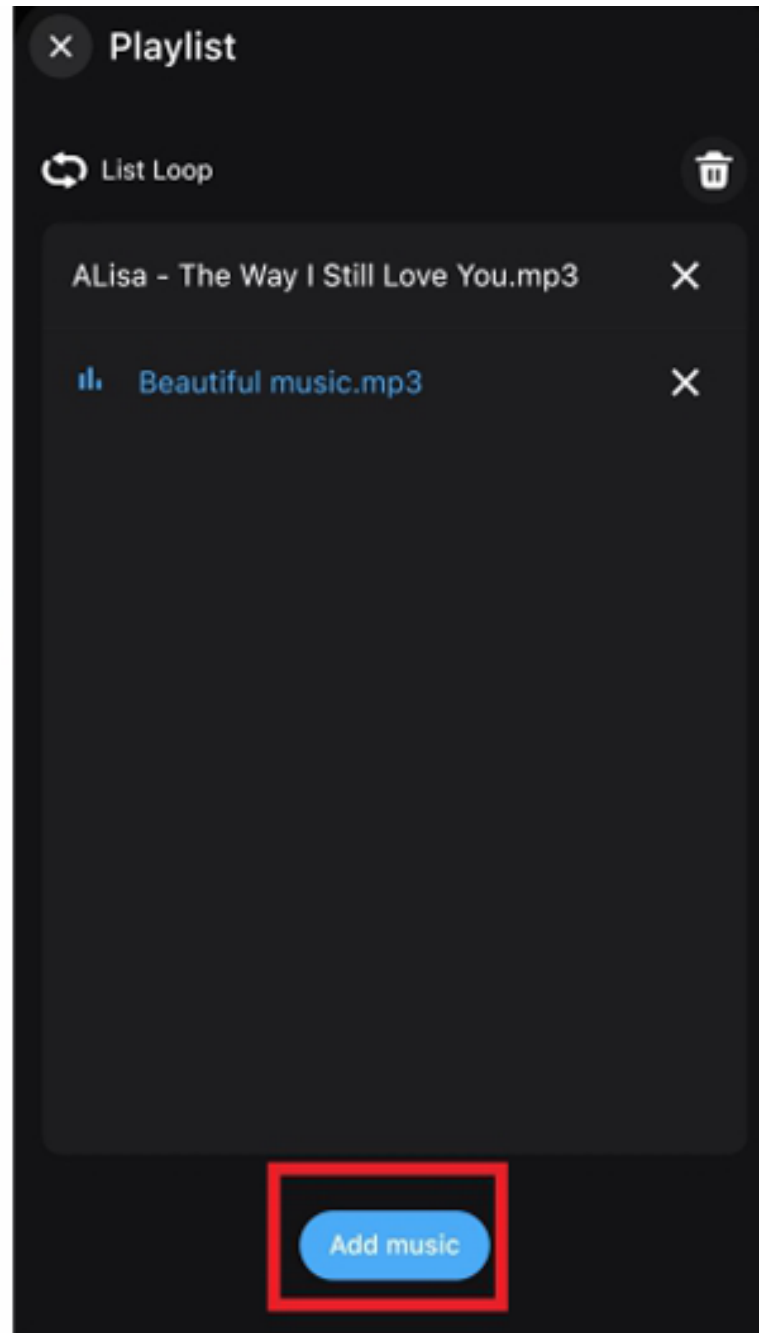 Playlist
List Loop
ALisa - The Way I Still Love You.mp3
Beautiful music.mp3
Add music